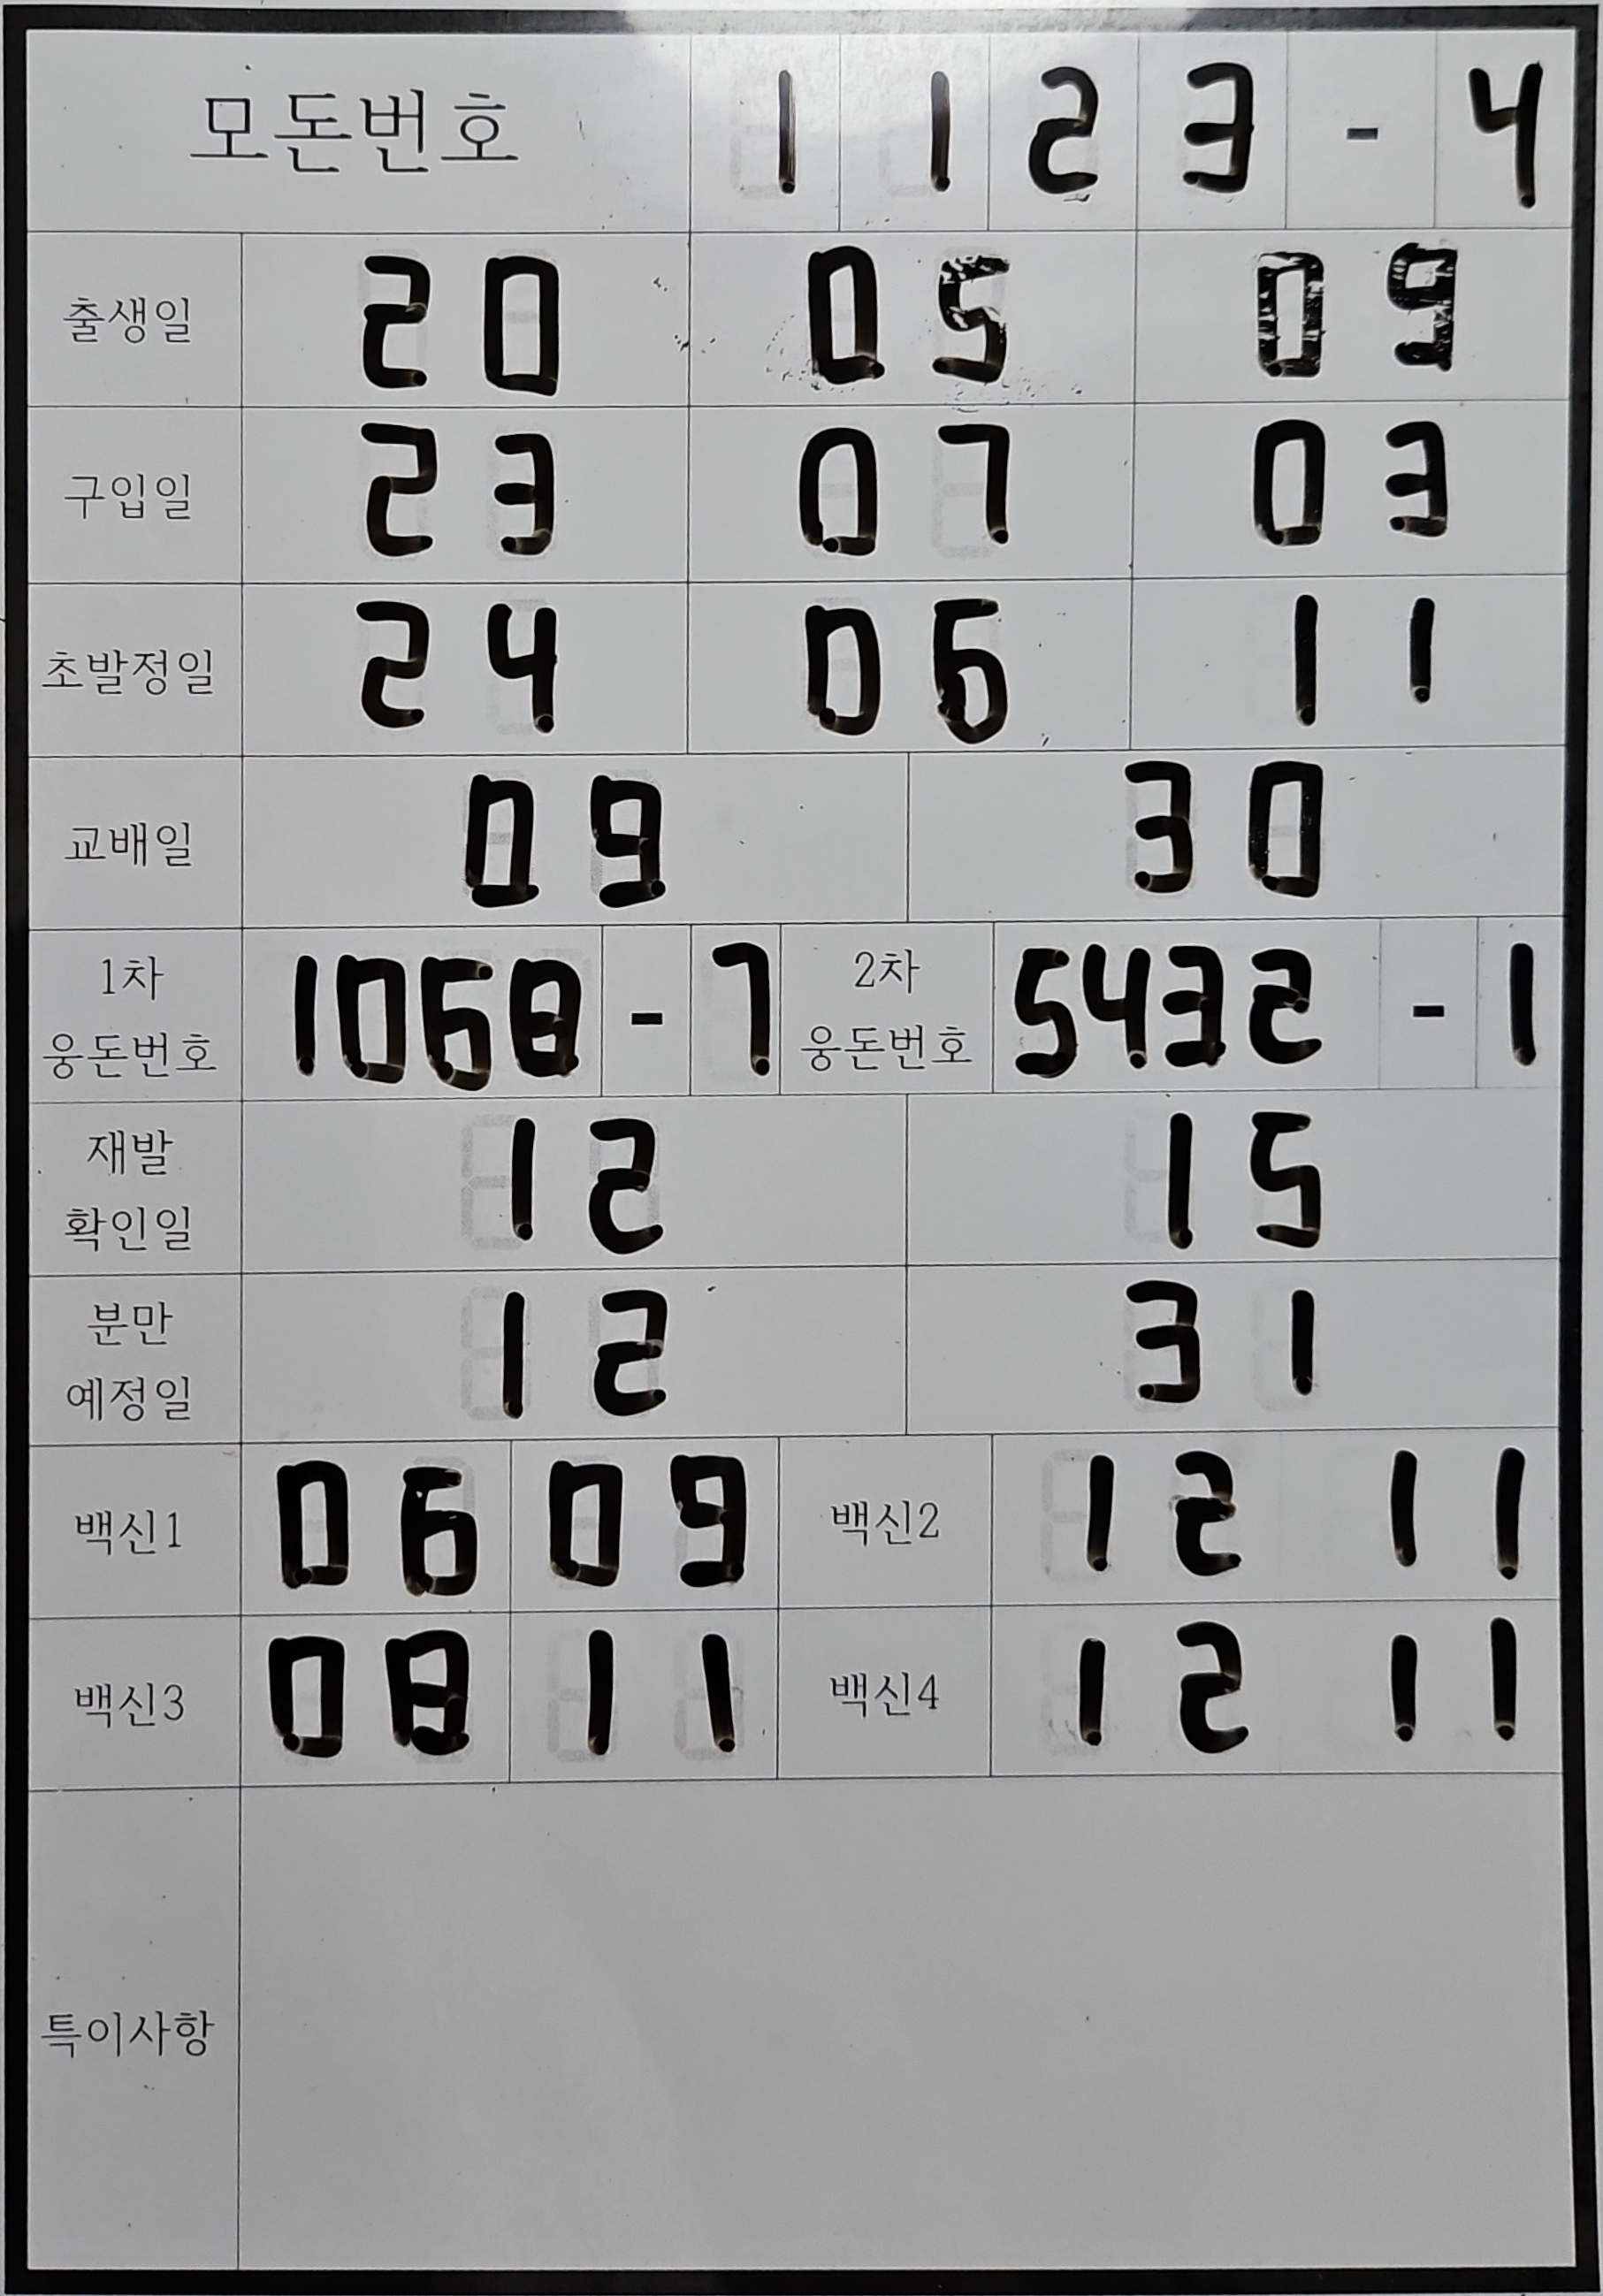 모돈번호 1 1 2 3 - 4
출생일 20 05 09
구입일 23 07 03
초발정일 24 06 11
교배일 09 30
1차 웅돈번호 1068 - 7 2차 웅돈번호 5432 - 1
재발 확인일 12 15
분만 예정일 12 31
백신1 06 09 백신2 12 11
백신3 08 11 백신4 12 11
특이사항